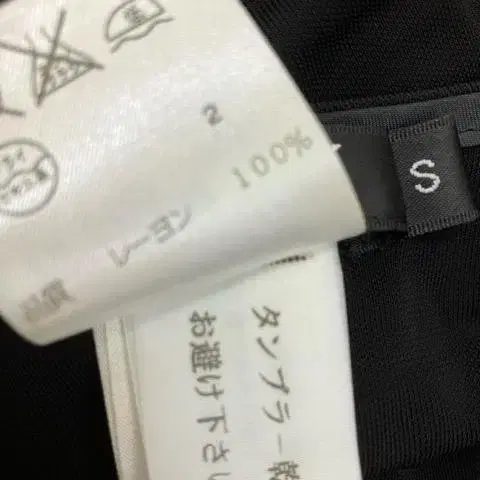 2
レーヨン 100%
S
タンブラー乾
お避け下さい